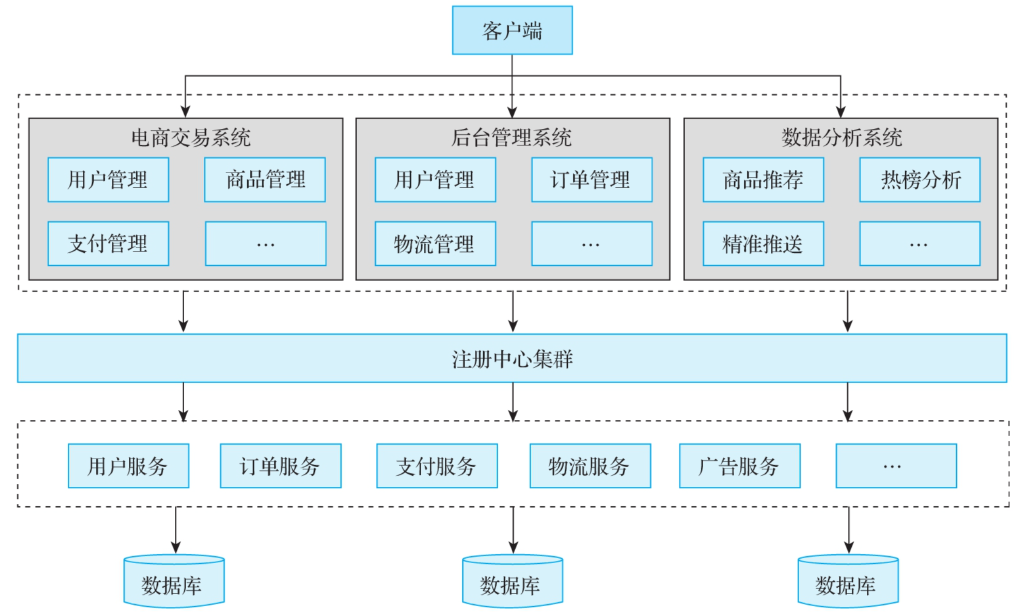 客户端
电商交易系统
用户管理
商品管理
支付管理
…
后台管理系统
用户管理
订单管理
物流管理
…
数据分析系统
商品推荐
热榜分析
精准推送
…
注册中心集群
用户服务
订单服务
支付服务
物流服务
广告服务
…
数据库
数据库
数据库